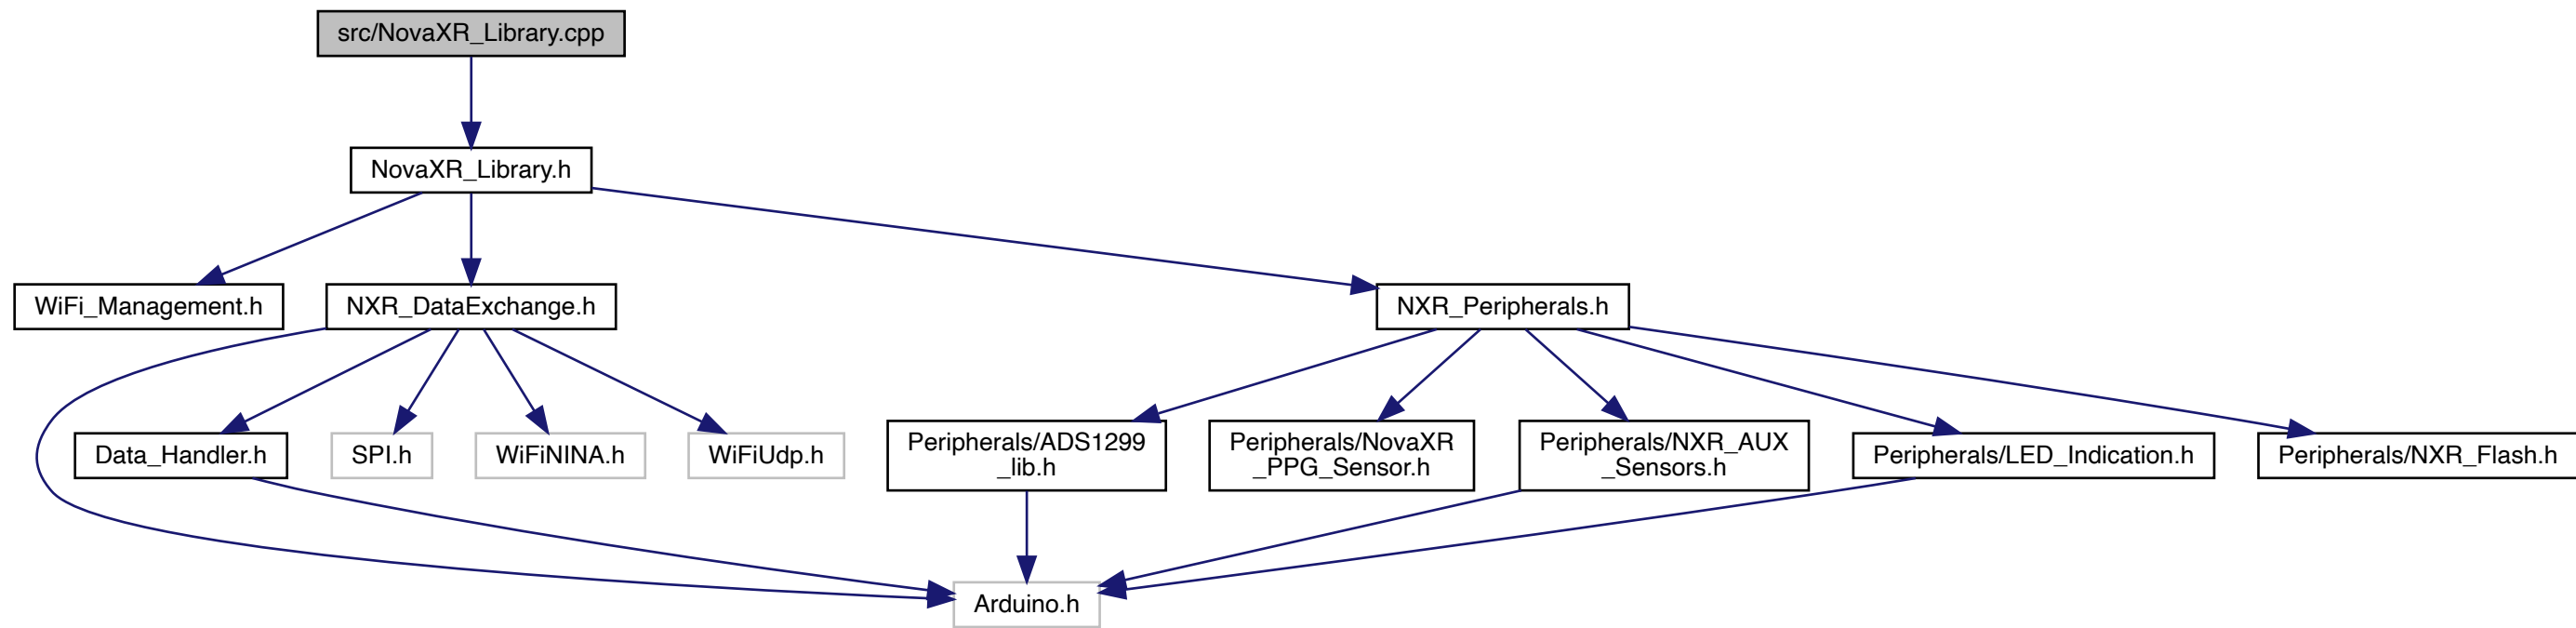 src/NovaXR_Library.cpp
NovaXR_Library.h
WiFi_Management.h
NXR_DataExchange.h
NXR_Peripherals.h
Data_Handler.h
SPI.h
WiFiNINA.h
WiFiUdp.h
Peripherals/ADS1299
_lib.h
Peripherals/NovaXR
_PPG_Sensor.h
Peripherals/NXR_AUX
_Sensors.h
Peripherals/LED_Indication.h
Peripherals/NXR_Flash.h
Arduino.h